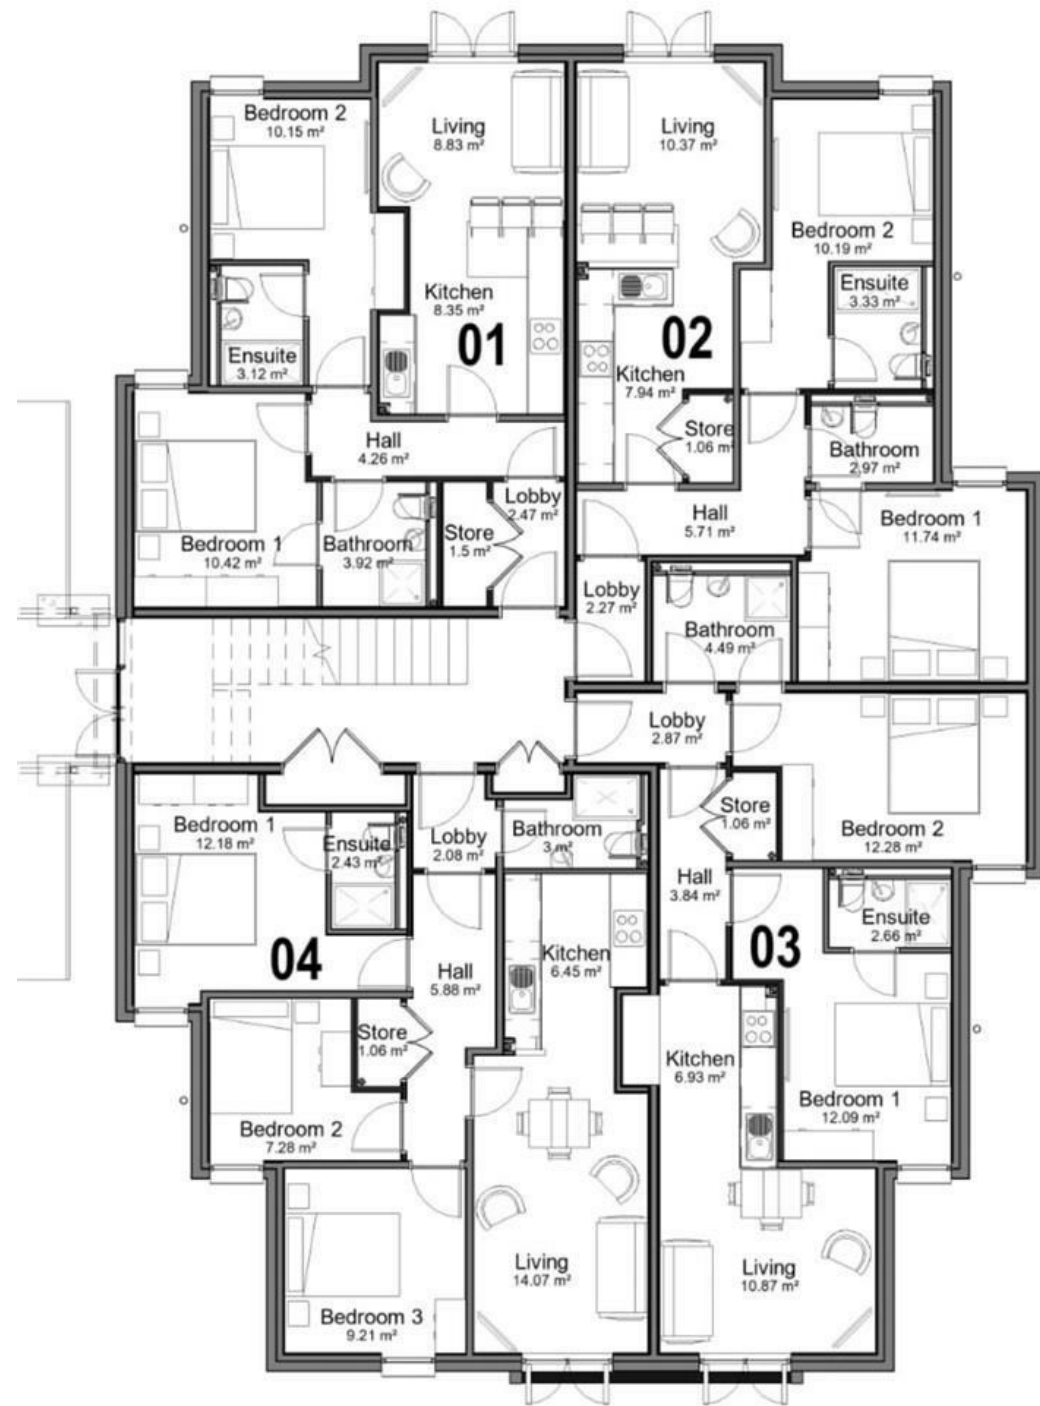 Bedroom 2
10.15 m²
Living
8.83 m²
Living
10.37 m²
Bedroom 2
10.19 m²
Kitchen
8.35 m²
01
02
Ensuite
3.33 m²
Ensuite
3.12 m²
Kitchen
7.94 m²
Hall
4.26 m²
Store
1.06 m²
Bathroom
2.97 m²
Lobby
2.47 m²
Store
1.5 m²
Hall
5.71 m²
Bedroom 1
11.74 m²
Bedroom 1
10.42 m²
Bathroom
3.92 m²
Lobby
2.27 m²
Bathroom
4.49 m²
Lobby
2.87 m²
Bedroom 1
12.18 m²
Ensuite
2.43 m²
Lobby
2.08 m²
Bathroom
3 m²
Store
1.06 m²
Bedroom 2
12.28 m²
Hall
3.84 m²
Ensuite
2.66 m²
04
Hall
5.88 m²
Kitchen
6.45 m²
03
Store
1.06 m²
Kitchen
6.93 m²
Bedroom 2
7.28 m²
Bedroom 1
12.09 m²
Living
14.07 m²
Living
10.87 m²
Bedroom 3
9.21 m²